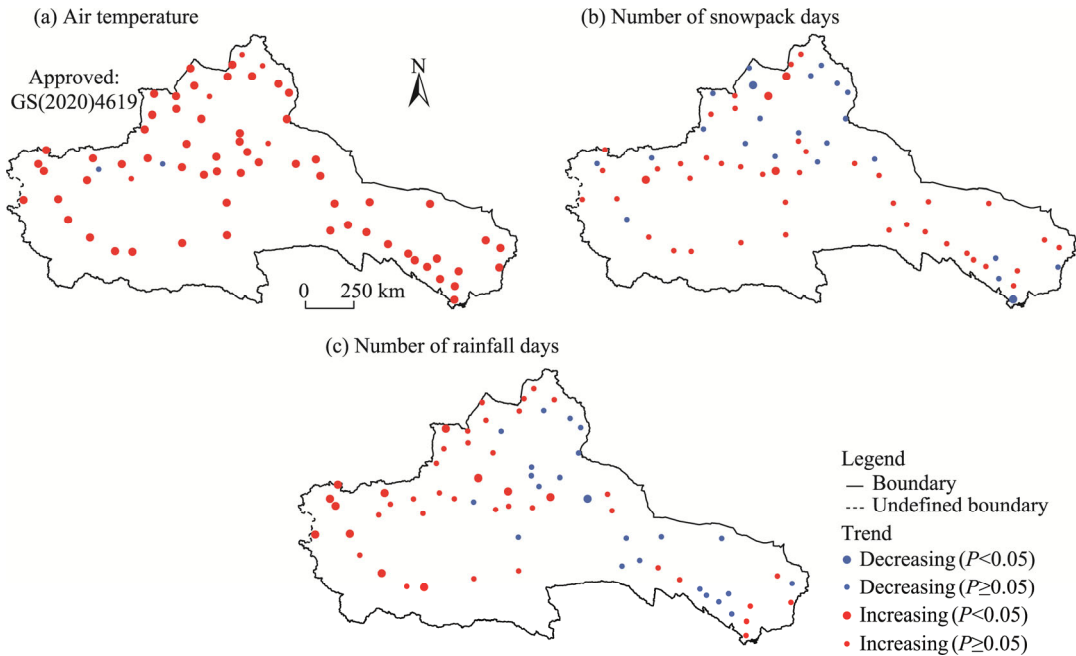 (a) Air temperature
(b) Number of snowpack days
Approved:
GS(2020)4619
N
0 250 km
(c) Number of rainfall days
Legend
Boundary
Undefined boundary
Trend
Decreasing (P<0.05)
Decreasing (P≥0.05)
Increasing (P<0.05)
Increasing (P≥0.05)